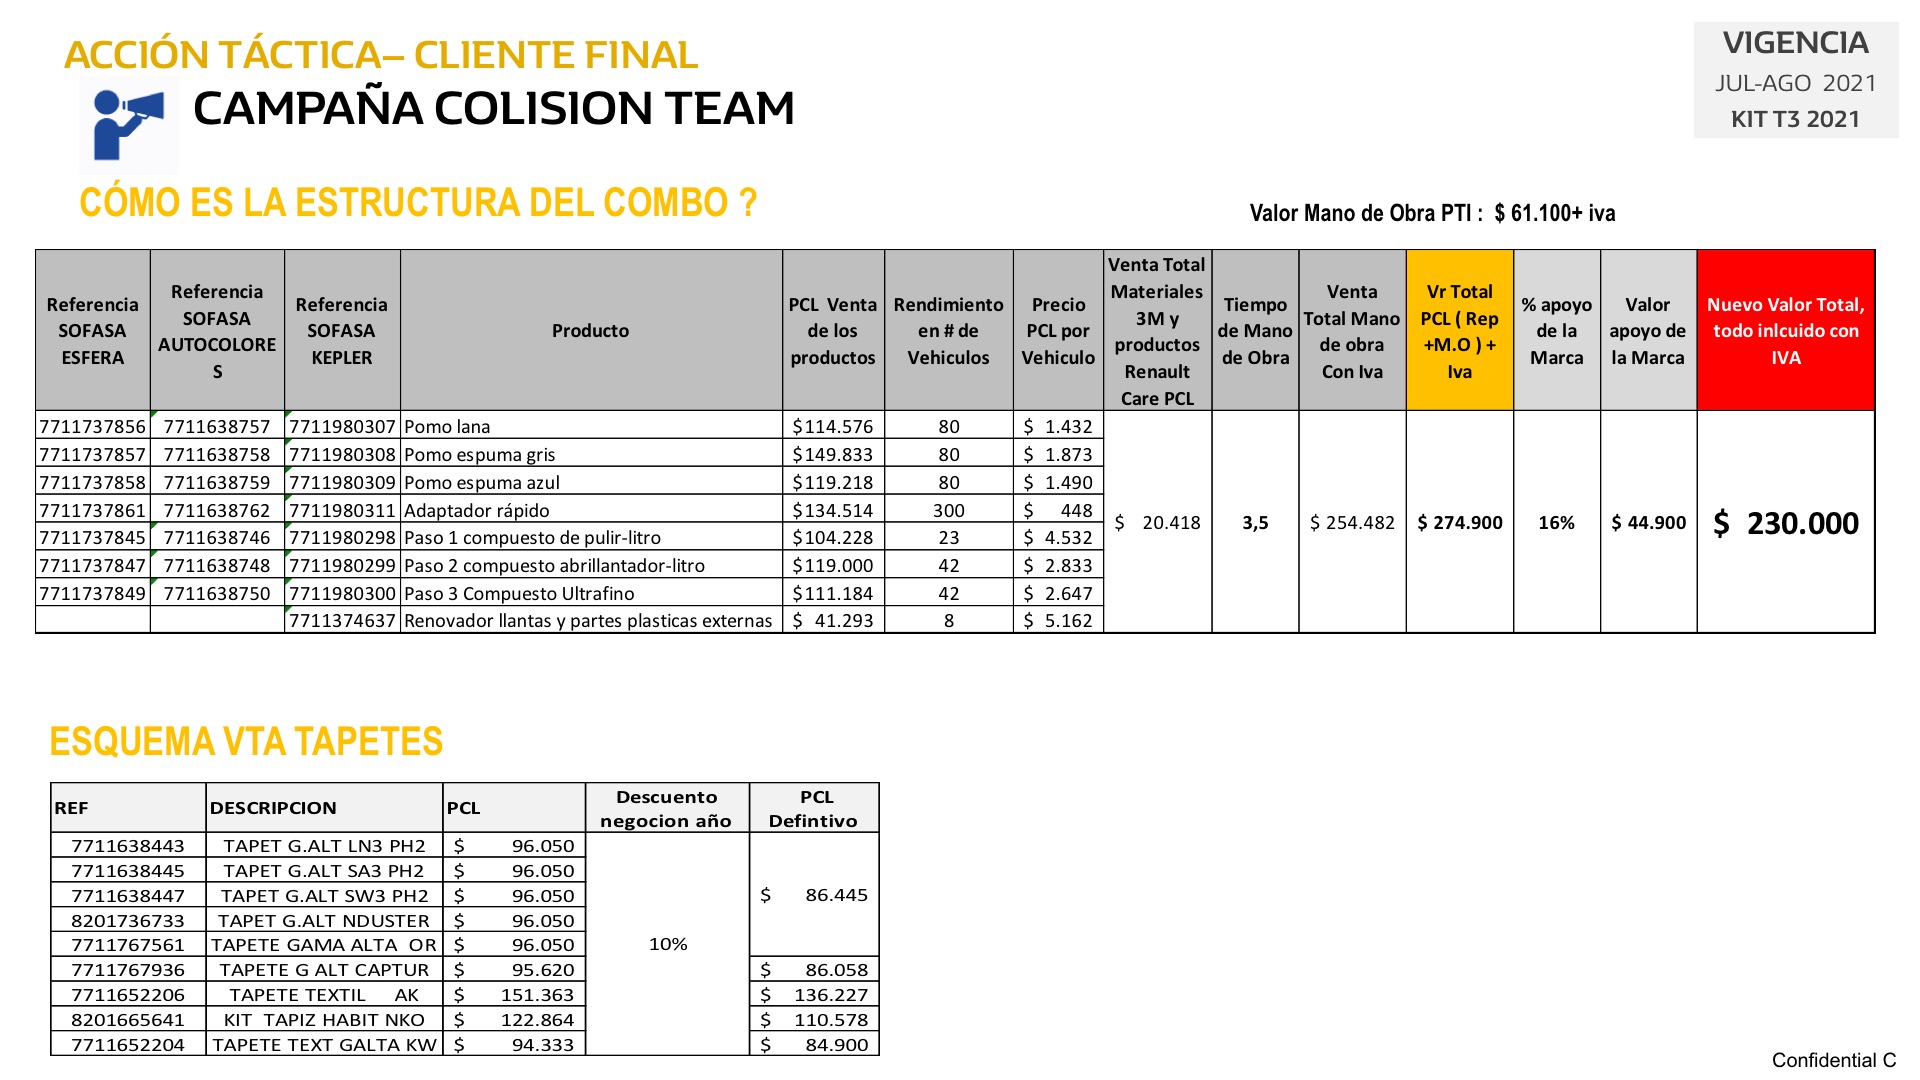 ACCIÓN TÁCTICA– CLIENTE FINAL
CAMPAÑA COLISION TEAM
VIGENCIA
JUL-AGO 2021
KIT T3 2021
CÓMO ES LA ESTRUCTURA DEL COMBO ?
Valor Mano de Obra PTI : $ 61.100+ iva
Referencia SOFASA ESFERA
Referencia SOFASA AUTOCOLORE S
Referencia SOFASA KEPLER
Producto
PCL Venta de los productos
Rendimiento en # de Vehiculos
Precio PCL por Vehiculo
Venta Total Materiales 3M y productos Renault Care PCL
Tiempo de Mano de Obra
Venta Total Mano de obra Con Iva
Vr Total PCL ( Rep +M.O ) + Iva
% apoyo de la Marca
Valor apoyo de la Marca
Nuevo Valor Total, todo inlcuido con IVA
7711737856 7711638757 7711980307 Pomo lana $114.576 80 $ 1.432
7711737857 7711638758 7711980308 Pomo espuma gris $149.833 80 $ 1.873
7711737858 7711638759 7711980309 Pomo espuma azul $119.218 80 $ 1.490
7711737861 7711638762 7711980311 Adaptador rápido $134.514 300 $ 448
7711737845 7711638746 7711980298 Paso 1 compuesto de pulir-litro $104.228 23 $ 4.532
7711737847 7711638748 7711980299 Paso 2 compuesto abrillantador-litro $119.000 42 $ 2.833
7711737849 7711638750 7711980300 Paso 3 Compuesto Ultrafino $111.184 42 $ 2.647
7711374637 Renovador llantas y partes plasticas externas $ 41.293 8 $ 5.162
$ 20.418 3,5 $ 254.482 $ 274.900 16% $ 44.900 $ 230.000
ESQUEMA VTA TAPETES
REF DESCRIPCION PCL Descuento negocion año PCL Defintivo
7711638443 TAPET G.ALT LN3 PH2 $ 96.050
7711638445 TAPET G.ALT SA3 PH2 $ 96.050
7711638447 TAPET G.ALT SW3 PH2 $ 96.050 $ 86.445
8201736733 TAPET G.ALT NDUSTER $ 96.050
7711767561 TAPETE GAMA ALTA OR $ 96.050 10%
7711767936 TAPETE G ALT CAPTUR $ 95.620 $ 86.058
7711652206 TAPETE TEXTIL AK $ 151.363 $ 136.227
8201665641 KIT TAPIZ HABIT NKO $ 122.864 $ 110.578
7711652204 TAPETE TEXT GALTA KW $ 94.333 $ 84.900
Confidential C